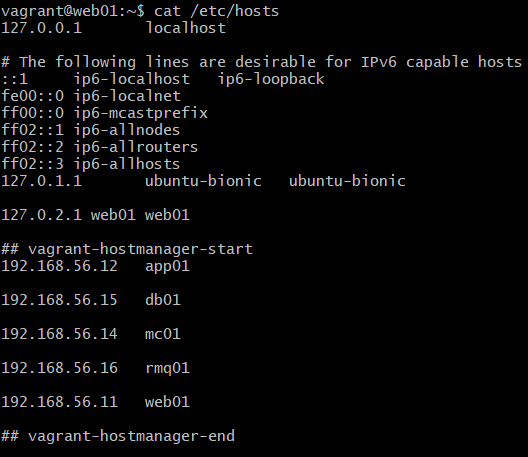 vagrant@web01:~$ cat /etc/hosts
127.0.0.1       localhost
# The following lines are desirable for IPv6 capable hosts
::1     ip6-localhost   ip6-loopback
fe00::0 ip6-localnet
ff00::0 ip6-mcastprefix
ff02::1 ip6-allnodes
ff02::2 ip6-allrouters
ff02::3 ip6-allhosts
127.0.1.1       ubuntu-bionic   ubuntu-bionic
127.0.2.1 web01 web01
## vagrant-hostmanager-start
192.168.56.12   app01
192.168.56.15   db01
192.168.56.14   mc01
192.168.56.16   rmq01
192.168.56.11   web01
## vagrant-hostmanager-end